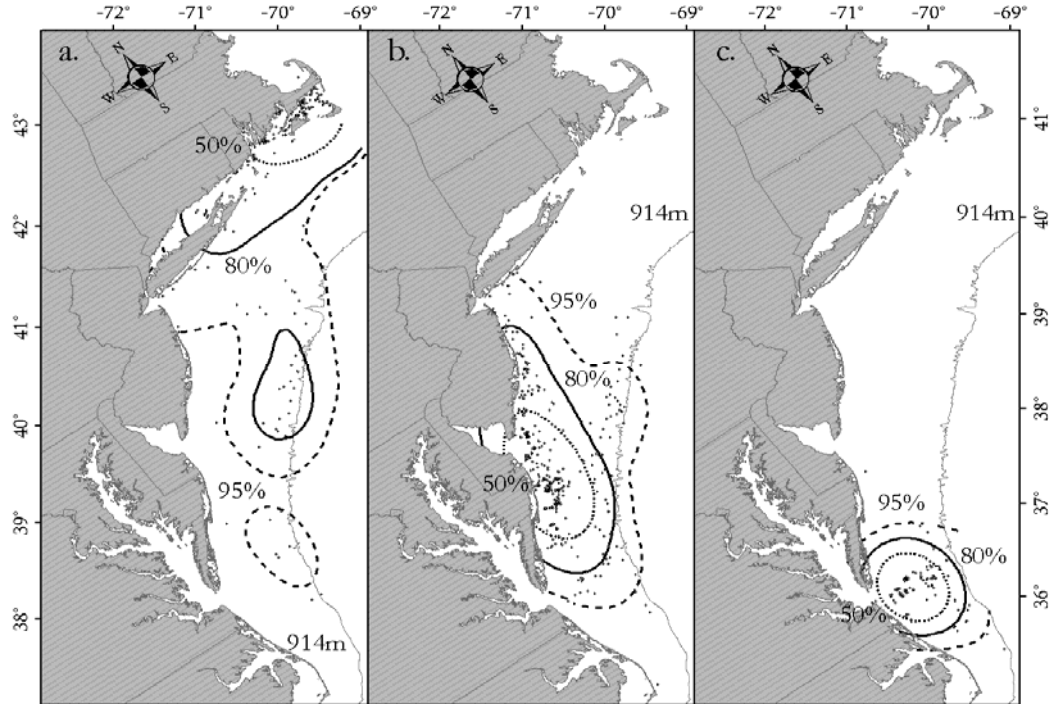 -72° -71° -70° -69° -72° -71° -70° -69° -72° -71° -70° -69°
a. b. c.
N E W S
N E W S
N E W S
43° 42° 41° 40° 39° 38°
41° 40° 39° 38° 37° 36°
50%
80%
95%
914m
914m
95%
80%
50%
914m
95%
80%
50%